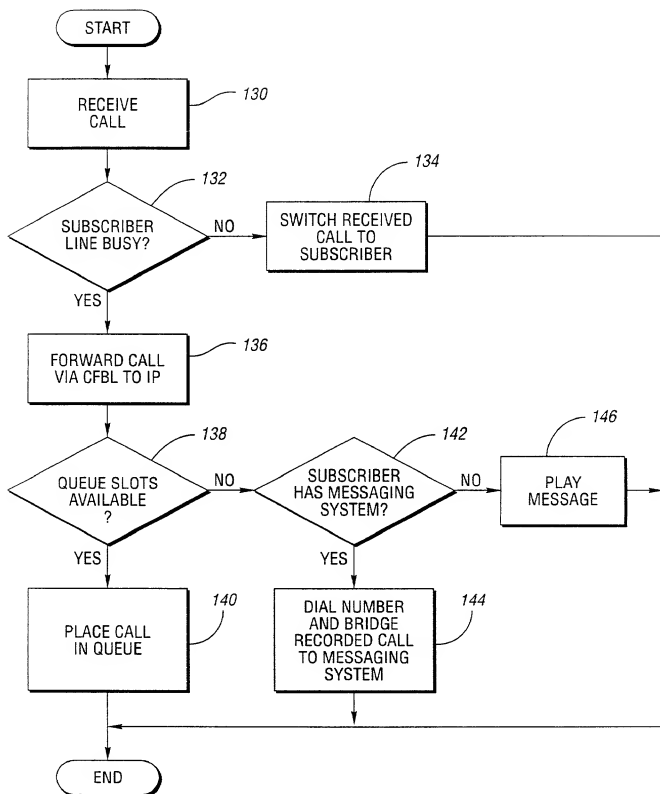 START
RECEIVE
CALL
130
SUBSCRIBER
LINE BUSY?
132
NO
SWITCH RECEIVED
CALL TO
SUBSCRIBER
134
YES
FORWARD CALL
VIA CFBL TO IP
136
QUEUE SLOTS
AVAILABLE
?
138
NO
SUBSCRIBER
HAS MESSAGING
SYSTEM?
142
NO
PLAY
MESSAGE
146
YES
PLACE CALL
IN QUEUE
140
YES
DIAL NUMBER
AND BRIDGE
RECORDED CALL
TO MESSAGING
SYSTEM
144
END